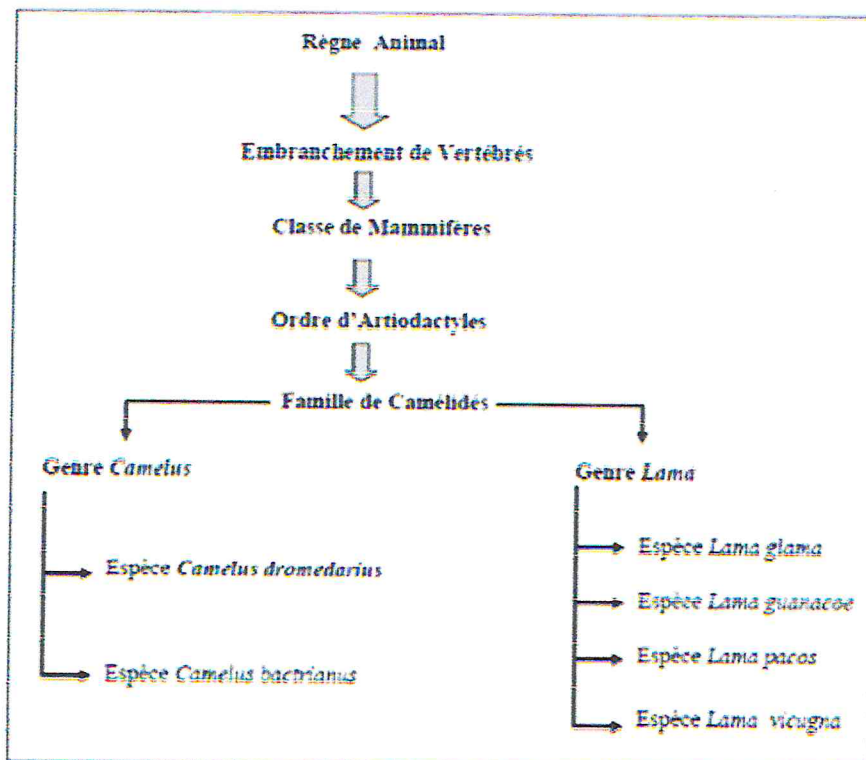 Règne Animal
Embranchement de Vertébrés
Classe de Mammifères
Ordre d'Artiodactyles
Famille de Camélidés
Genre Camelus
Espèce Camelus dromedarius
Espèce Camelus bactrianus
Genre Lama
Espèce Lama glama
Espèce Lama guanacoe
Espèce Lama pacos
Espèce Lama vicugna